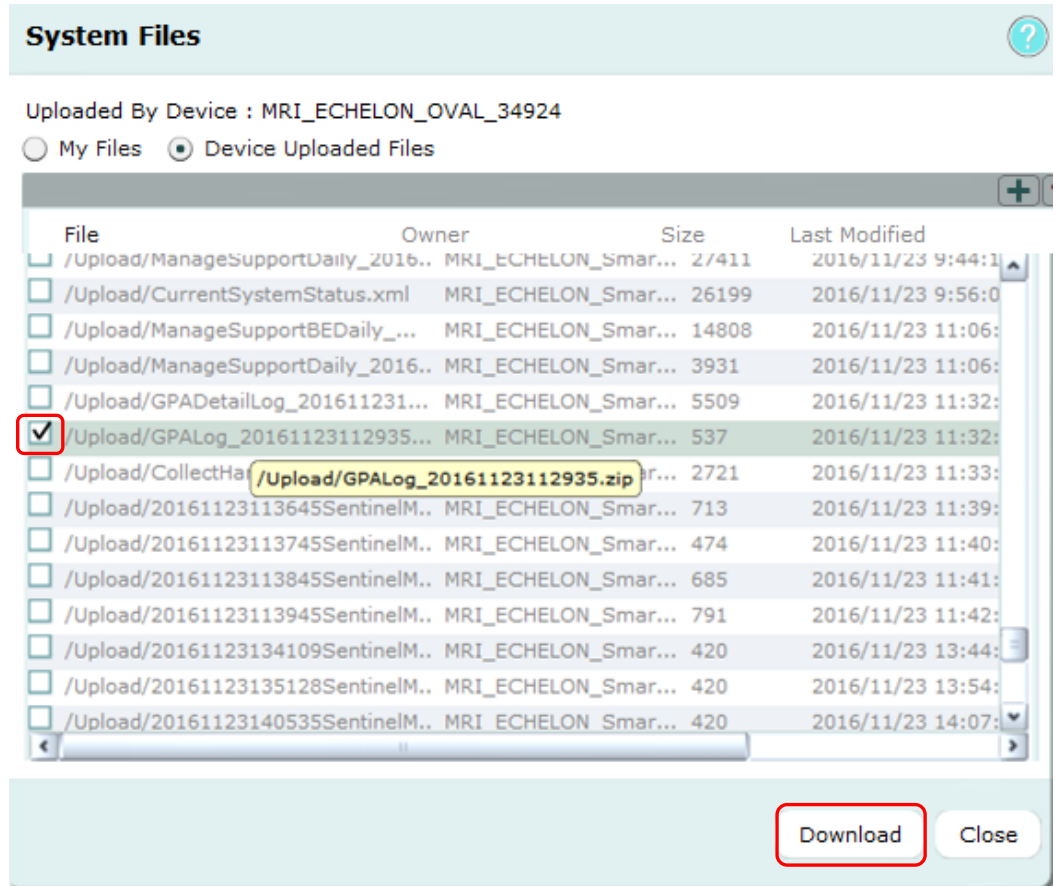 System Files ?
Uploaded By Device : MRI_ECHELON_OVAL_34924
My Files Device Uploaded Files
+
File Owner Size Last Modified
/Upload/ManageSupportDaily_2016.. MRI_ECHELON_Smar... 27411 2016/11/23 9:44:1
/Upload/CurrentSystemStatus.xml MRI_ECHELON_Smar... 26199 2016/11/23 9:56:0
/Upload/ManageSupportBEDaily_... MRI_ECHELON_Smar... 14808 2016/11/23 11:06:
/Upload/ManageSupportDaily_2016.. MRI_ECHELON_Smar... 3931 2016/11/23 11:06:
/Upload/GPADetailLog_201611231... MRI_ECHELON_Smar... 5509 2016/11/23 11:32:
/Upload/GPALog_20161123112935... MRI_ECHELON_Smar... 537 2016/11/23 11:32:
/Upload/CollectHar 2721 2016/11/23 11:33:
/Upload/GPALog_20161123112935.zip
/Upload/20161123113645SentinelM.. MRI_ECHELON_Smar... 713 2016/11/23 11:39:
/Upload/20161123113745SentinelM.. MRI_ECHELON_Smar... 474 2016/11/23 11:40:
/Upload/20161123113845SentinelM.. MRI_ECHELON_Smar... 685 2016/11/23 11:41:
/Upload/20161123113945SentinelM.. MRI_ECHELON_Smar... 791 2016/11/23 11:42:
/Upload/20161123134109SentinelM.. MRI_ECHELON_Smar... 420 2016/11/23 13:44:
/Upload/20161123135128SentinelM.. MRI_ECHELON_Smar... 420 2016/11/23 13:54:
/Upload/20161123140535SentinelM.. MRI_ECHELON_Smar... 420 2016/11/23 14:07:
Download Close